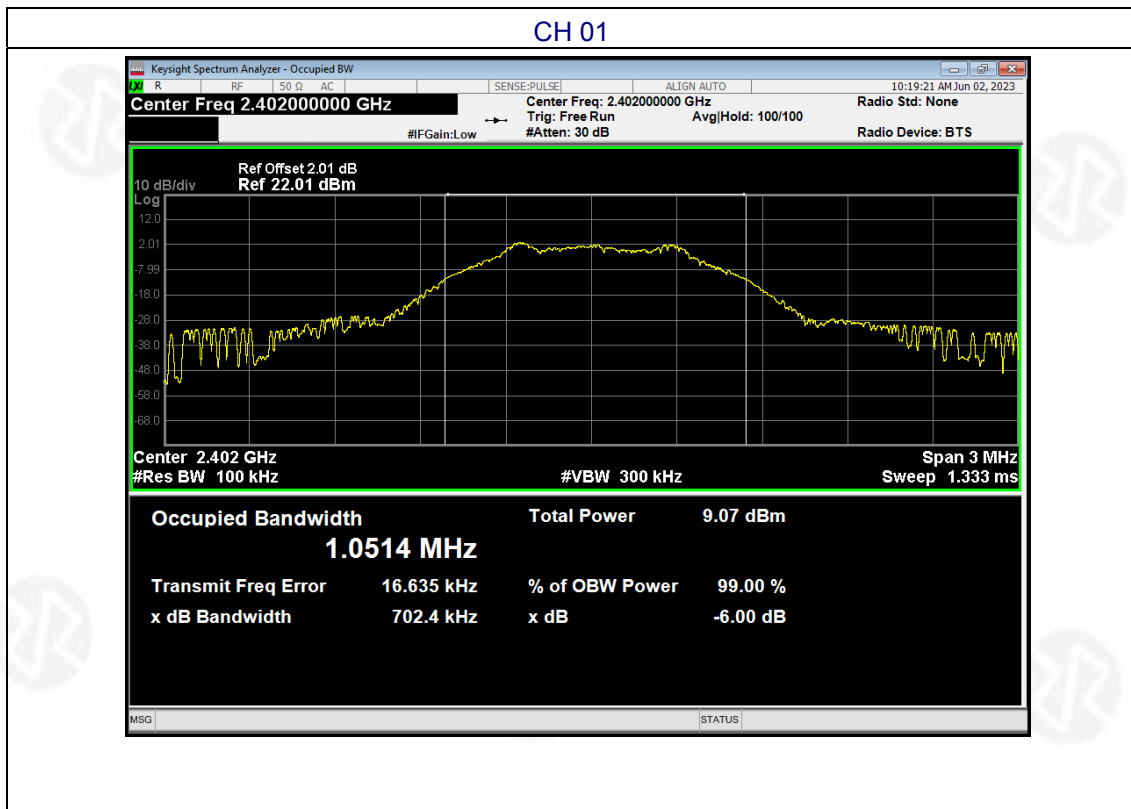 CH 01
Keysight Spectrum Analyzer - Occupied BW
LXI R RF 50 Ω AC SENSE:PULSE ALIGN AUTO 10:19:21 AM Jun 02, 2023
Center Freq 2.402000000 GHz
Center Freq: 2.402000000 GHz
Radio Std: None
Trig: Free Run
Avg|Hold: 100/100
#IFGain:Low
#Atten: 30 dB
Radio Device: BTS
Ref Offset 2.01 dB
10 dB/div Ref 22.01 dBm
Log
12.0
2.01
-7.99
-18.0
-28.0
-38.0
-48.0
-58.0
-68.0
Center 2.402 GHz Span 3 MHz
#Res BW 100 kHz #VBW 300 kHz Sweep 1.333 ms
Occupied Bandwidth Total Power 9.07 dBm
1.0514 MHz
Transmit Freq Error 16.635 kHz % of OBW Power 99.00 %
x dB Bandwidth 702.4 kHz x dB -6.00 dB
MSG STATUS